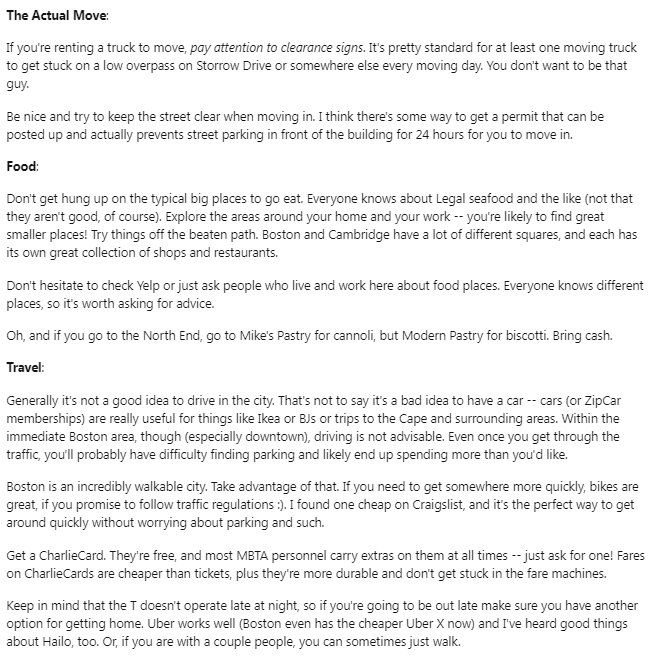 The Actual Move:
If you're renting a truck to move, pay attention to clearance signs. It's pretty standard for at least one moving truck
to get stuck on a low overpass on Storrow Drive or somewhere else every moving day. You don't want to be that
guy.
Be nice and try to keep the street clear when moving in. I think there's some way to get a permit that can be
posted up and actually prevents street parking in front of the building for 24 hours for you to move in.
Food:
Don't get hung up on the typical big places to go eat. Everyone knows about Legal seafood and the like (not that
they aren't good, of course). Explore the areas around your home and your work -- you're likely to find great
smaller places! Try things off the beaten path. Boston and Cambridge have a lot of different squares, and each has
its own great collection of shops and restaurants.
Don't hesitate to check Yelp or just ask people who live and work here about food places. Everyone knows different
places, so it's worth asking for advice.
Oh, and if you go to the North End, go to Mike's Pastry for cannoli, but Modern Pastry for biscotti. Bring cash.
Travel:
Generally it's not a good idea to drive in the city. That's not to say it's a bad idea to have a car -- cars (or ZipCar
memberships) are really useful for things like Ikea or BJs or trips to the Cape and surrounding areas. Within the
immediate Boston area, though (especially downtown), driving is not advisable. Even once you get through the
traffic, you'll probably have difficulty finding parking and likely end up spending more than you'd like.
Boston is an incredibly walkable city. Take advantage of that. If you need to get somewhere more quickly, bikes are
great, if you promise to follow traffic regulations :). I found one cheap on Craigslist, and it's the perfect way to get
around quickly without worrying about parking and such.
Get a CharlieCard. They're free, and most MBTA personnel carry extras on them at all times -- just ask for one! Fares
on CharlieCards are cheaper than tickets, plus they're more durable and don't get stuck in the fare machines.
Keep in mind that the T doesn't operate late at night, so if you're going to be out late make sure you have another
option for getting home. Uber works well (Boston even has the cheaper Uber X now) and I've heard good things
about Hailo, too. Or, if you are with a couple people, you can sometimes just walk.